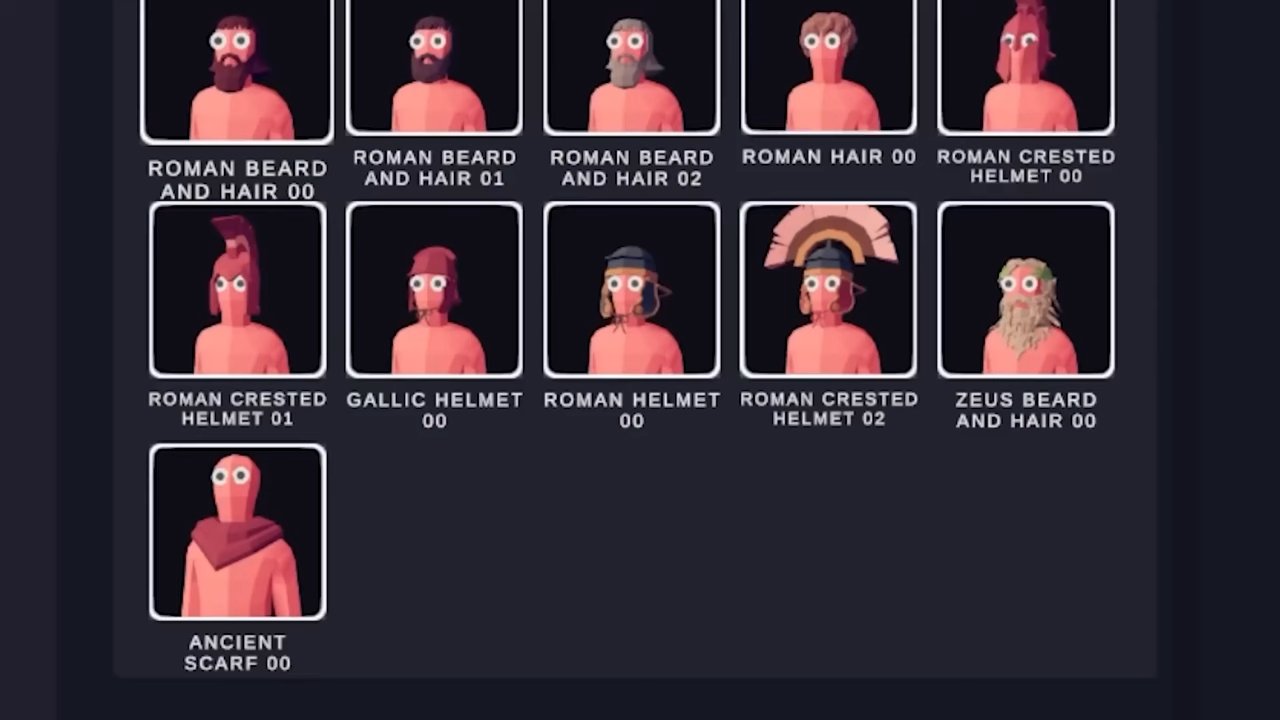 ROMAN BEARD
AND HAIR 00
ROMAN BEARD
AND HAIR 01
ROMAN BEARD
AND HAIR 02
ROMAN HAIR 00
ROMAN CRESTED
HELMET 00
ROMAN CRESTED
HELMET 01
GALLIC HELMET
00
ROMAN HELMET
00
ROMAN CRESTED
HELMET 02
ZEUS BEARD
AND HAIR 00
ANCIENT
SCARF 00